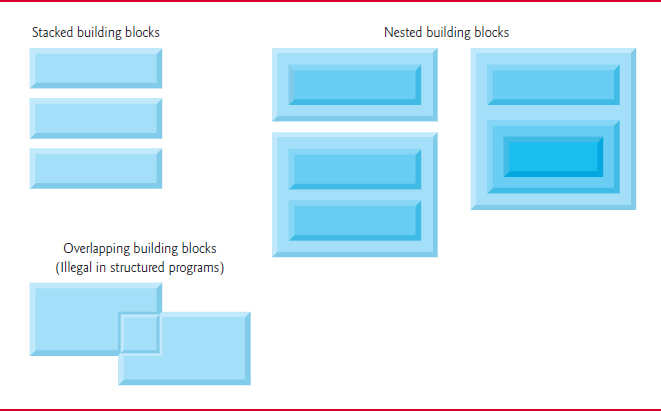 Stacked building blocks
Nested building blocks
Overlapping building blocks
(Illegal in structured programs)